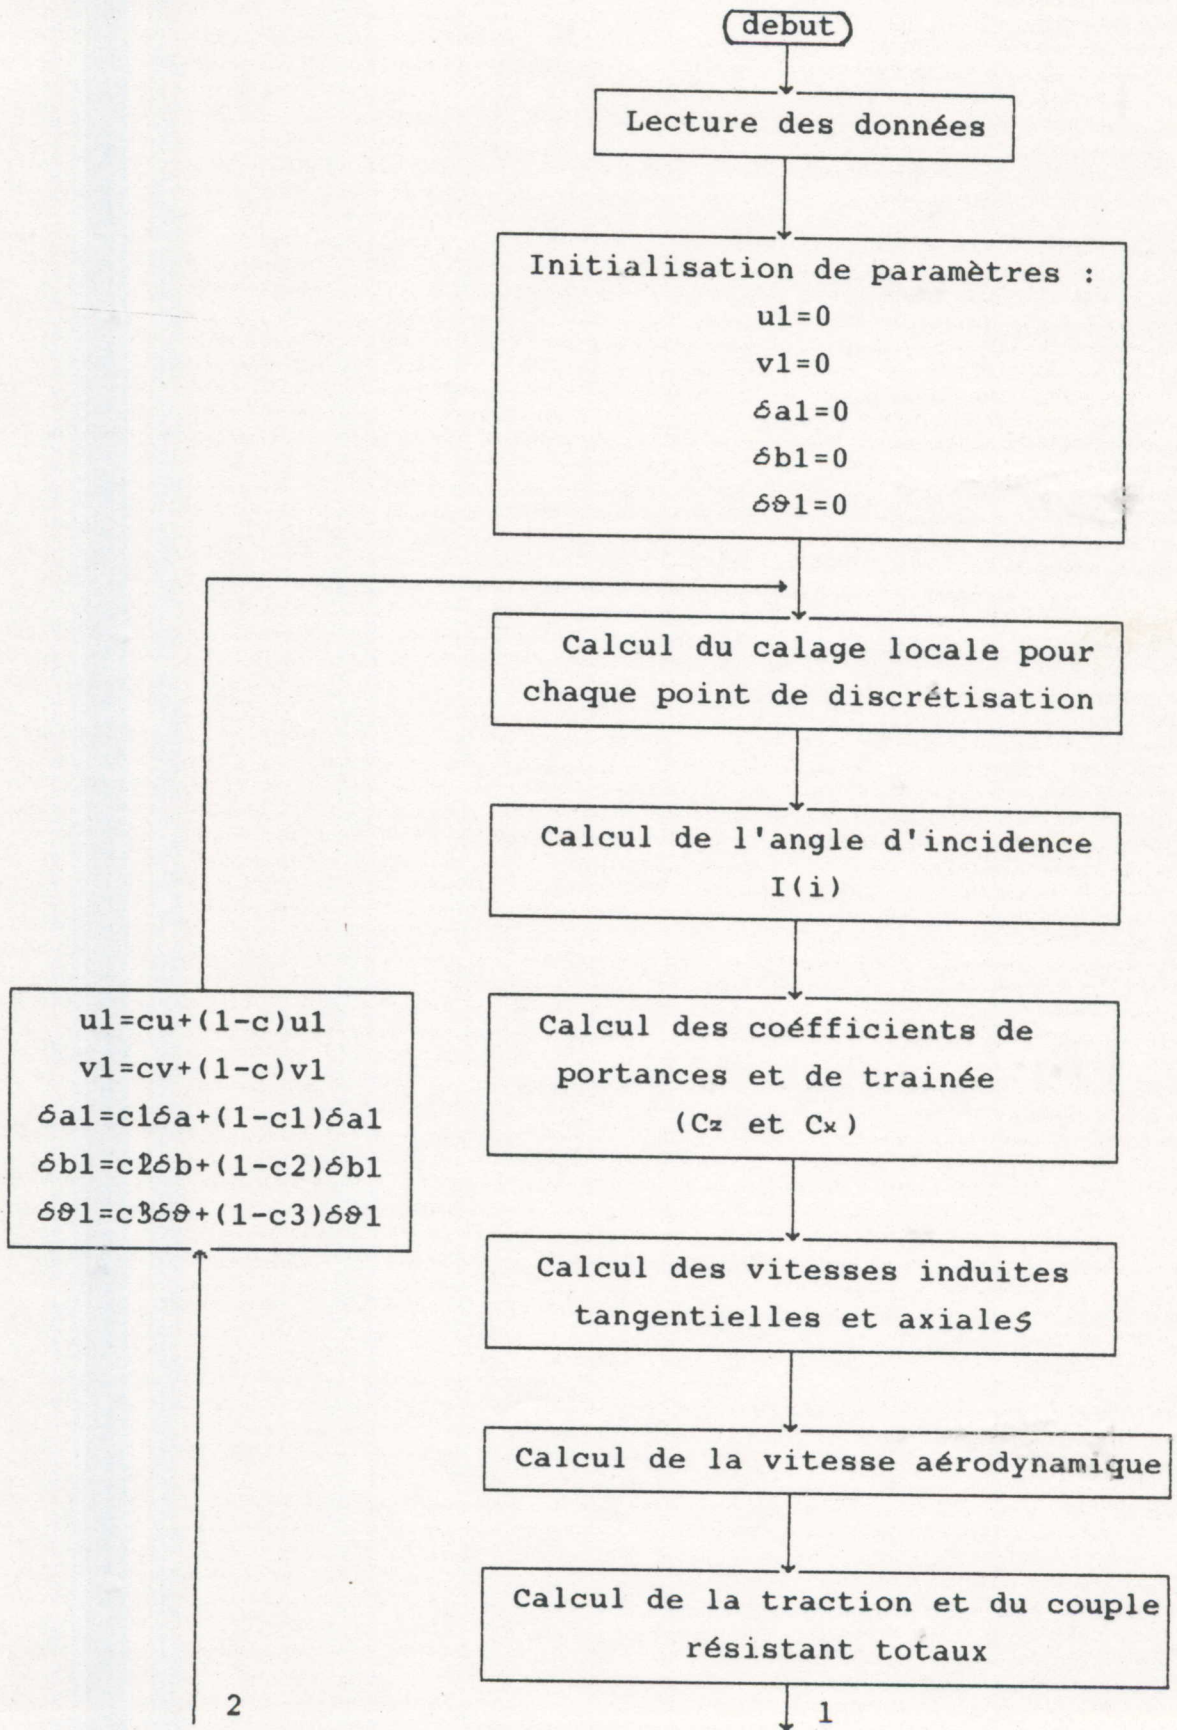 debut
Lecture des données
Initialisation de paramètres :
u1=0
v1=0
δa1=0
δb1=0
δϑ1=0
Calcul du calage locale pour
chaque point de discrétisation
Calcul de l'angle d'incidence
I(i)
u1=cu+(1-c)u1
v1=cv+(1-c)v1
δa1=c1δa+(1-c1)δa1
δb1=c2δb+(1-c2)δb1
δϑ1=c3δϑ+(1-c3)δϑ1
Calcul des coéfficients de
portances et de trainée
(Cz et Cx)
Calcul des vitesses induites
tangentielles et axiales
Calcul de la vitesse aérodynamique
Calcul de la traction et du couple
résistant totaux
2
1